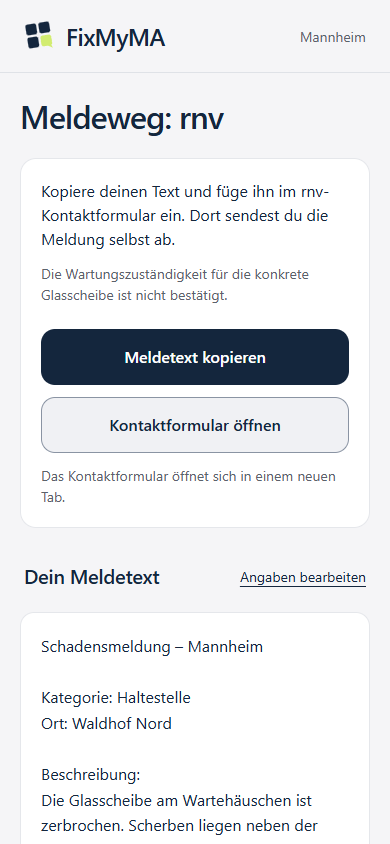 FixMyMA
Mannheim
Meldeweg: rnv
Kopiere deinen Text und füge ihn im rnv-
Kontaktformular ein. Dort sendest du die
Meldung selbst ab.
Die Wartungszuständigkeit für die konkrete
Glasscheibe ist nicht bestätigt.
Meldetext kopieren
Kontaktformular öffnen
Das Kontaktformular öffnet sich in einem neuen
Tab.
Dein Meldetext
Angaben bearbeiten
Schadensmeldung – Mannheim
Kategorie: Haltestelle
Ort: Waldhof Nord
Beschreibung:
Die Glasscheibe am Wartehäuschen ist
zerbrochen. Scherben liegen neben der